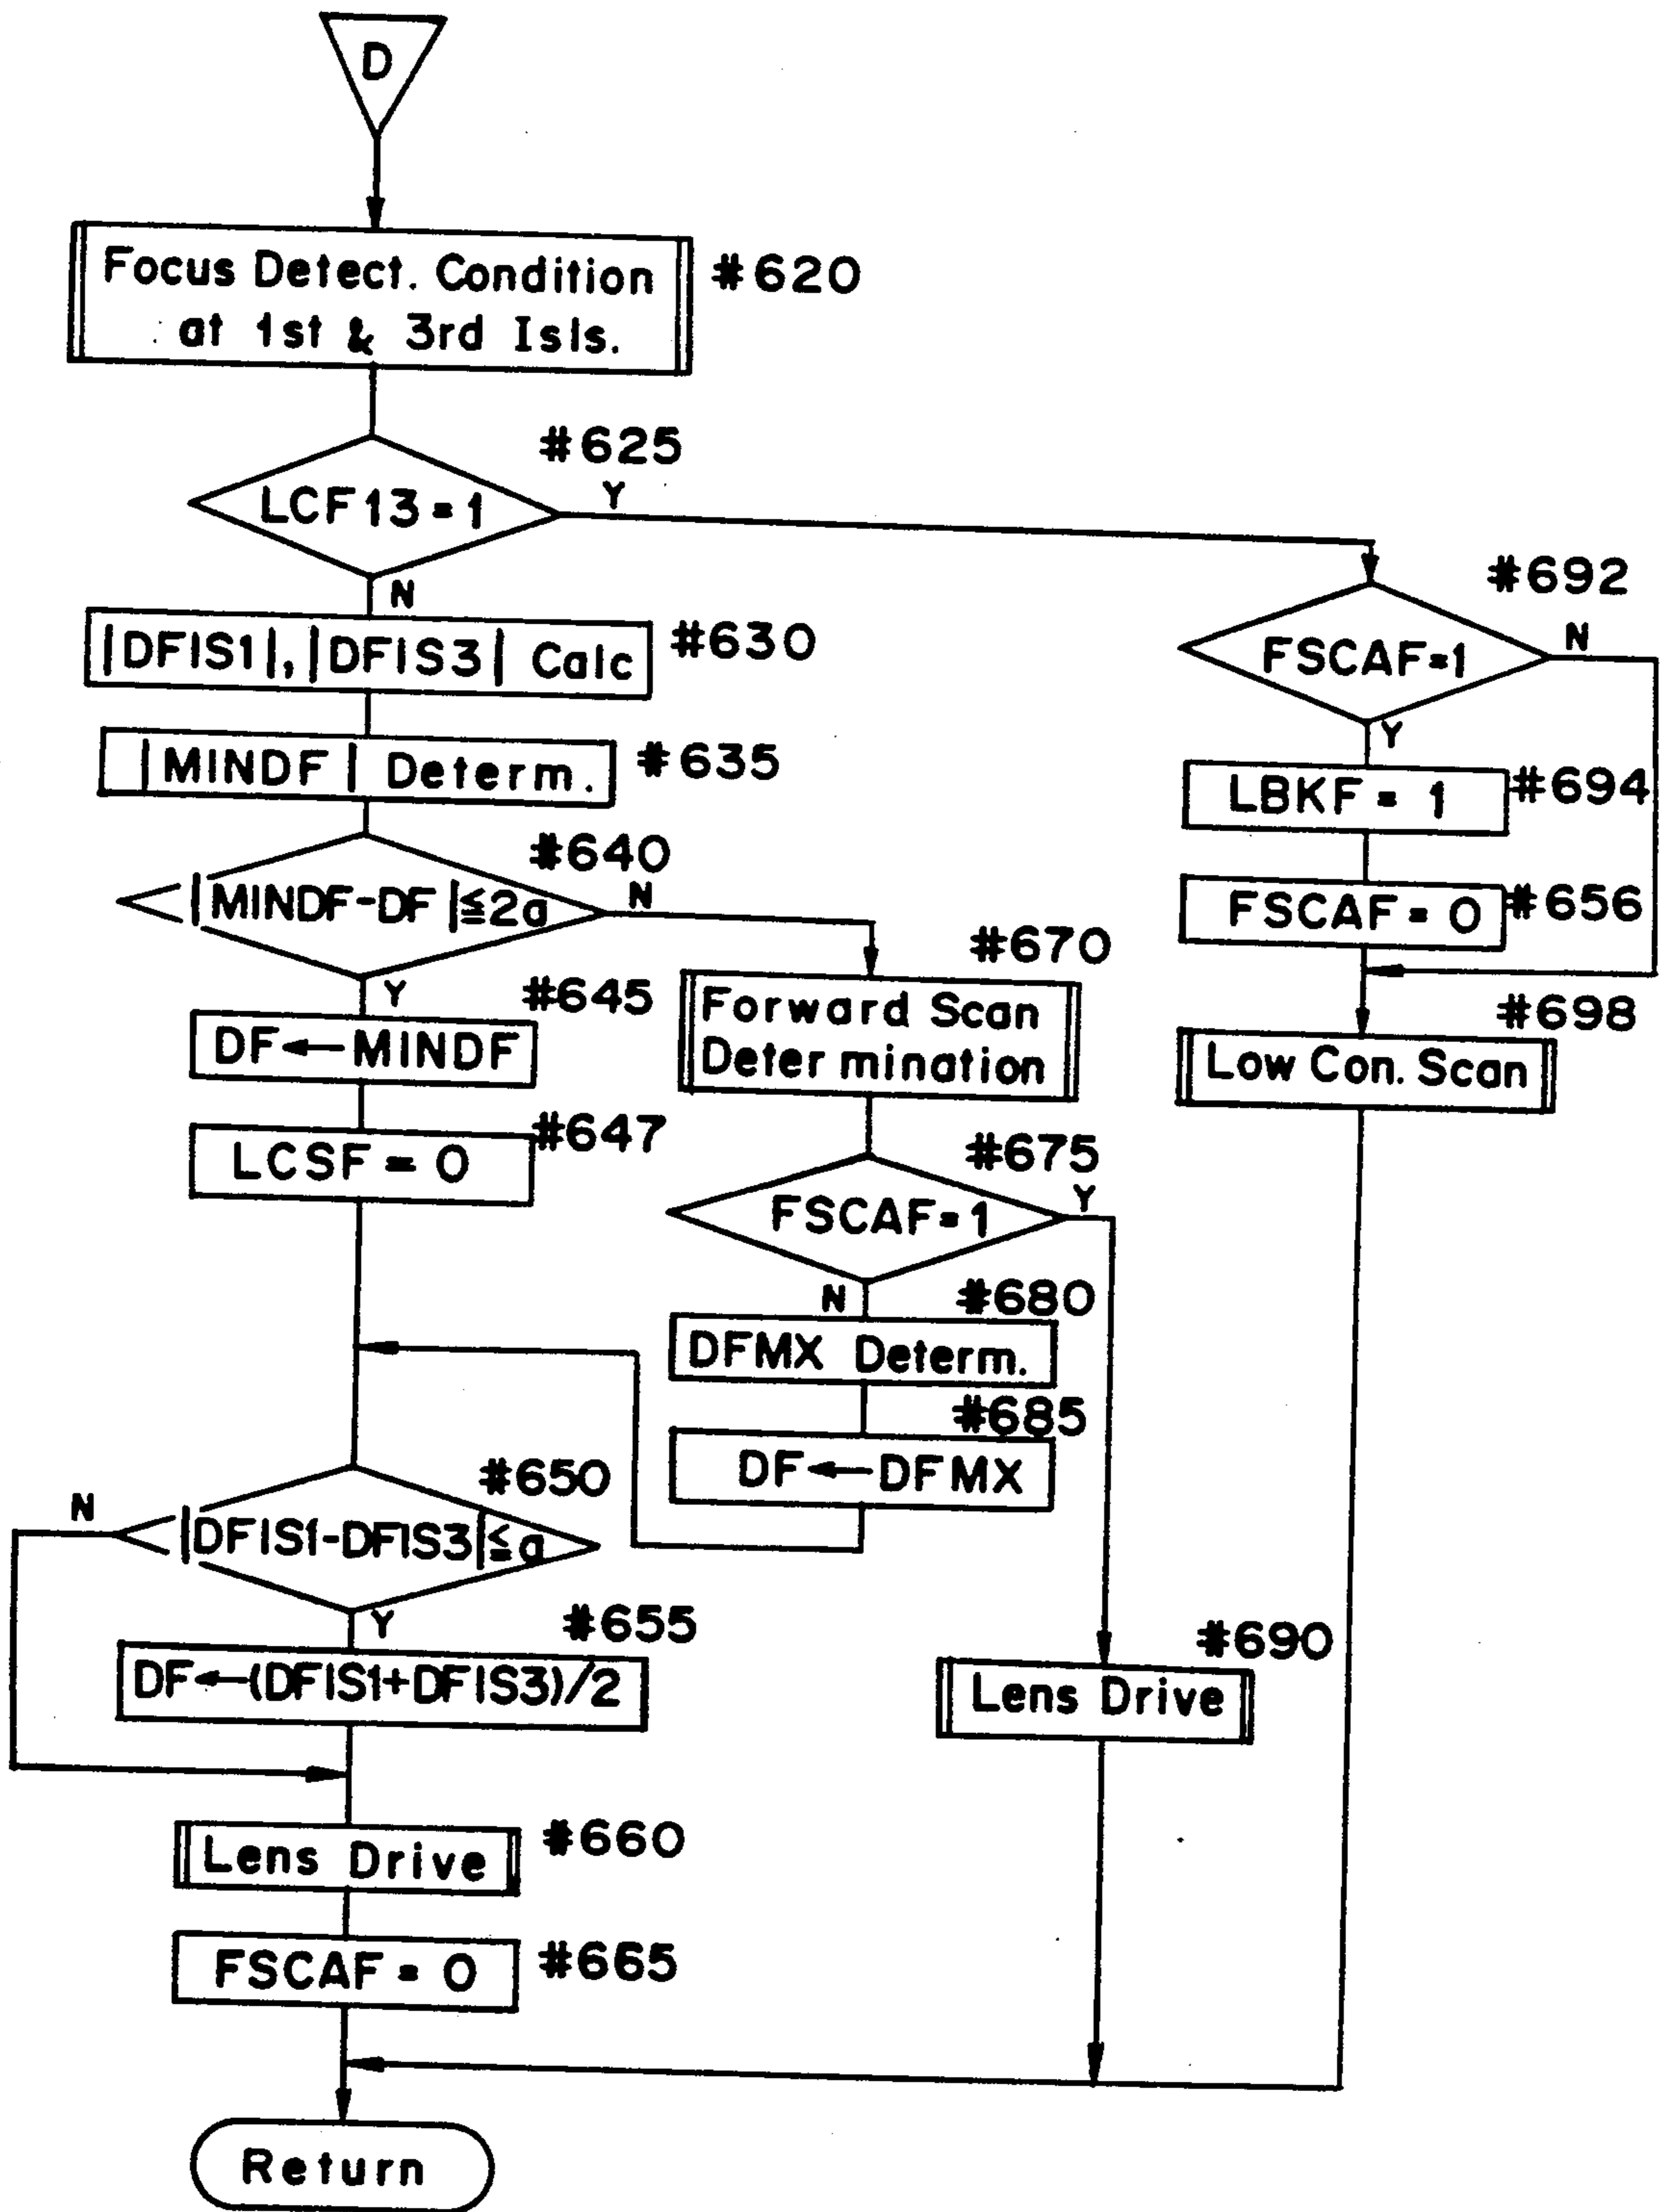 D
Focus Detect. Condition
at 1st & 3rd Isls.
#620
#625
LCF13=1
Y
N
|DFIS1|, |DFIS3| Calc
#630
|MINDF| Determ.
#635
#640
|MINDF-DF|≦2a
N
Y
#645
DF←MINDF
#647
LCSF=0
#670
Forward Scan
Deter mination
#675
FSCAF=1
Y
N
#680
DFMX Determ.
#685
DF←DFMX
#650
N
|DFIS1-DFIS3|≦a
Y
#655
DF←(DFIS1+DFIS3)/2
#660
Lens Drive
#665
FSCAF=0
#690
Lens Drive
#692
FSCAF=1
N
Y
LBKF=1
#694
FSCAF=0
#656
#698
Low Con. Scan
Return